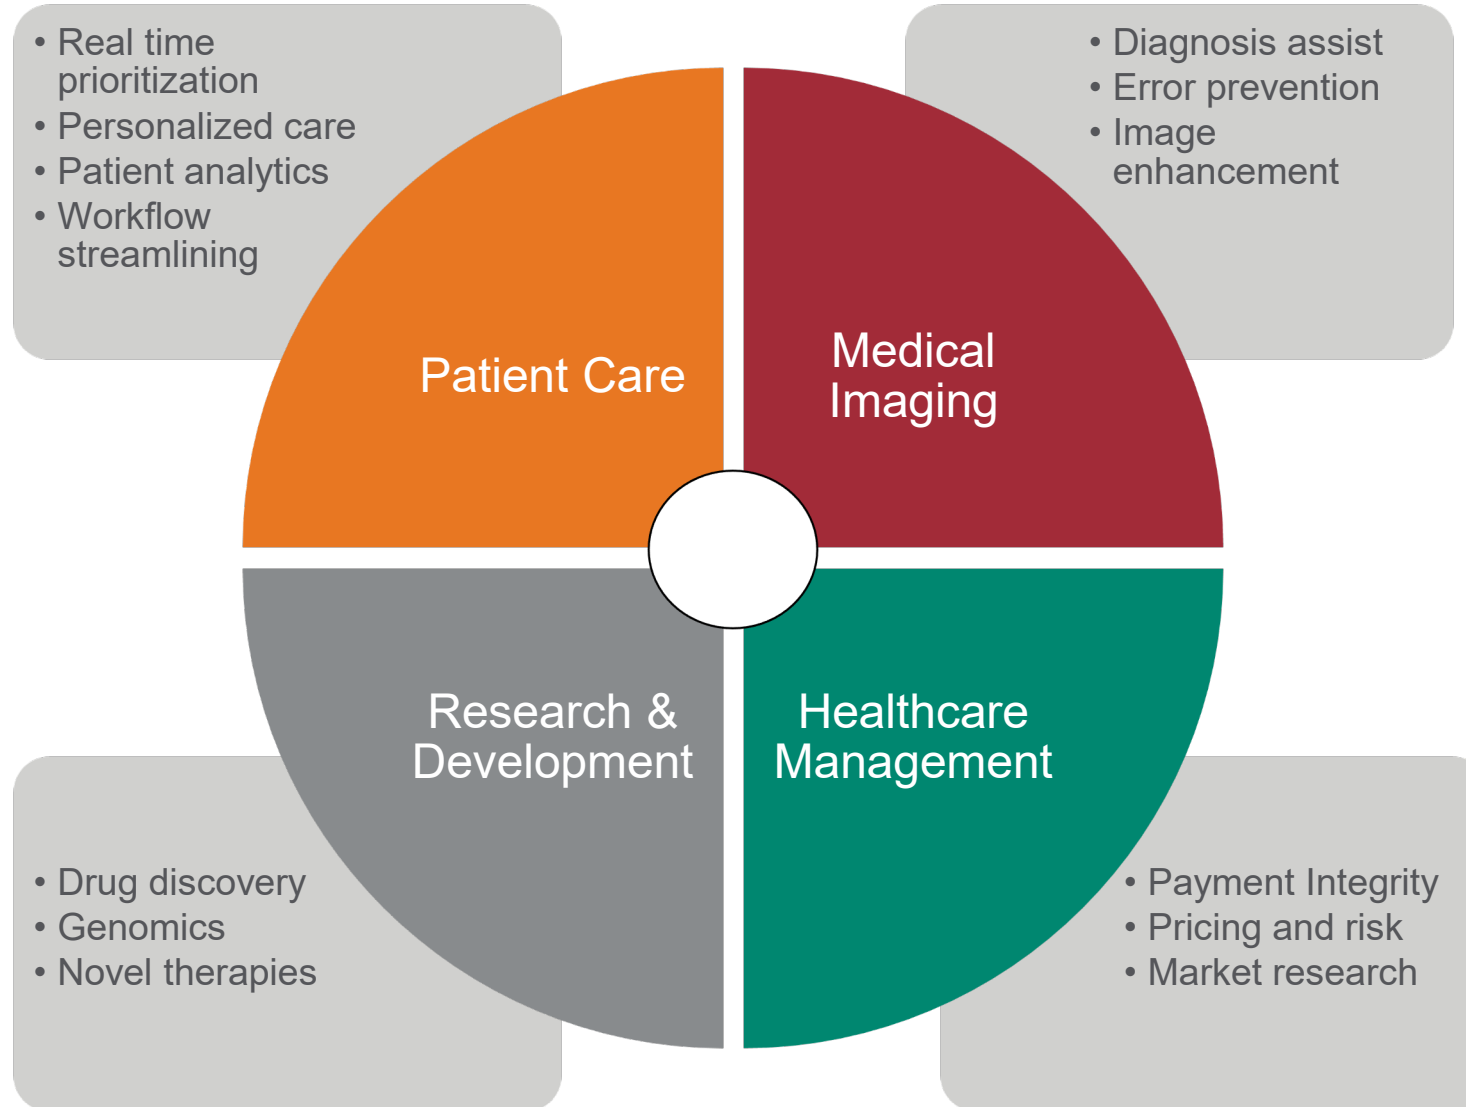 • Real time
prioritization
• Personalized care
• Patient analytics
• Workflow
streamlining
• Diagnosis assist
• Error prevention
• Image
enhancement
Patient Care
Medical
Imaging
Research &
Development
Healthcare
Management
• Drug discovery
• Genomics
• Novel therapies
• Payment Integrity
• Pricing and risk
• Market research